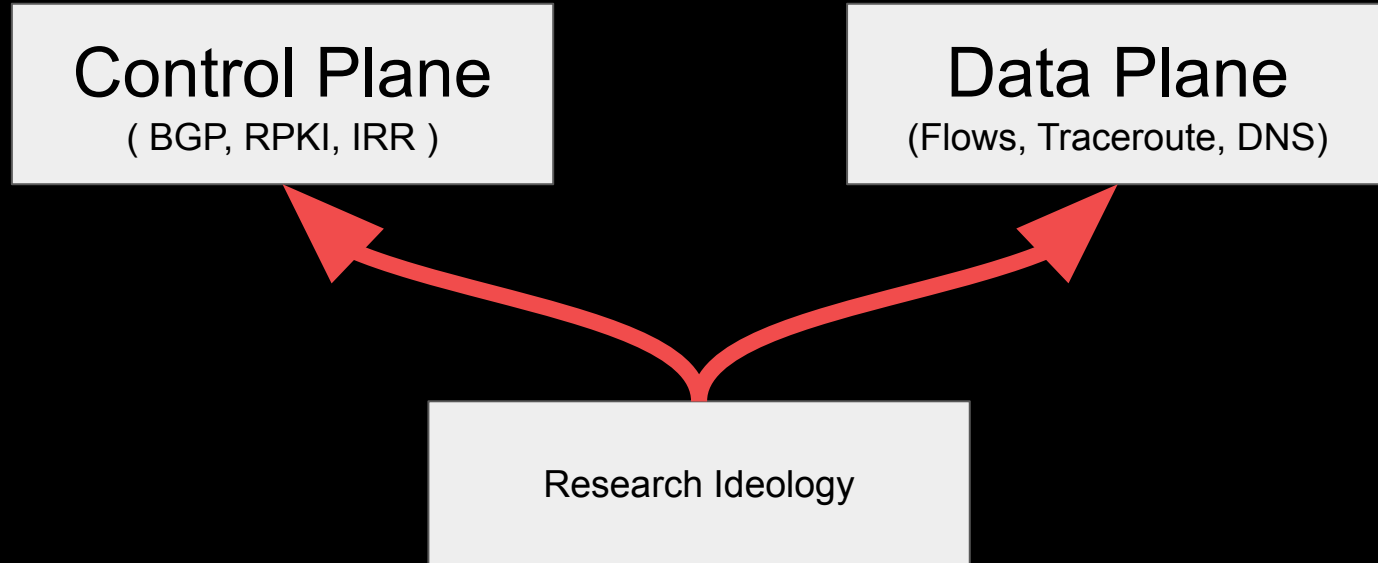 Control Plane
( BGP, RPKI, IRR )
Data Plane
(Flows, Traceroute, DNS)
Research Ideology